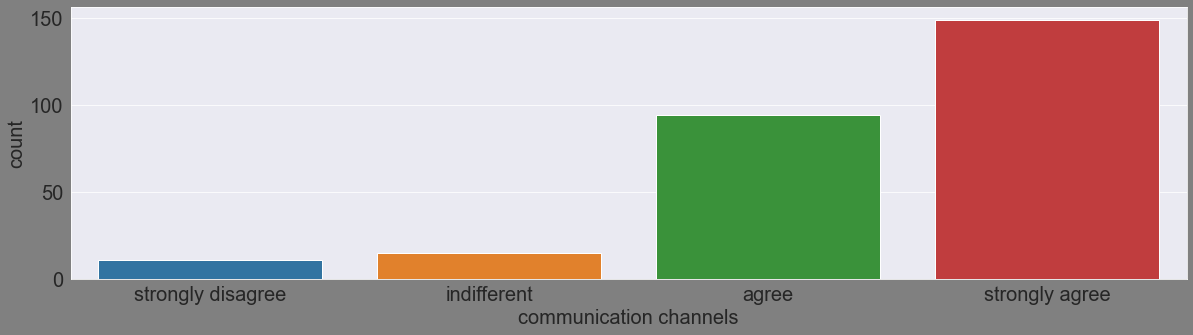 150
100
50
0
count
strongly disagree indifferent agree strongly agree
communication channels